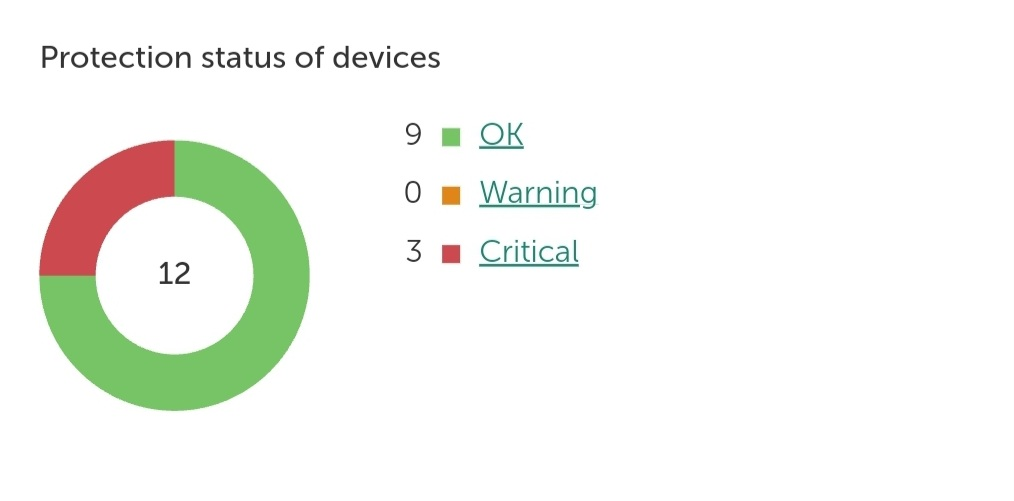 Protection status of devices
9 OK
0 Warning
3 Critical
12